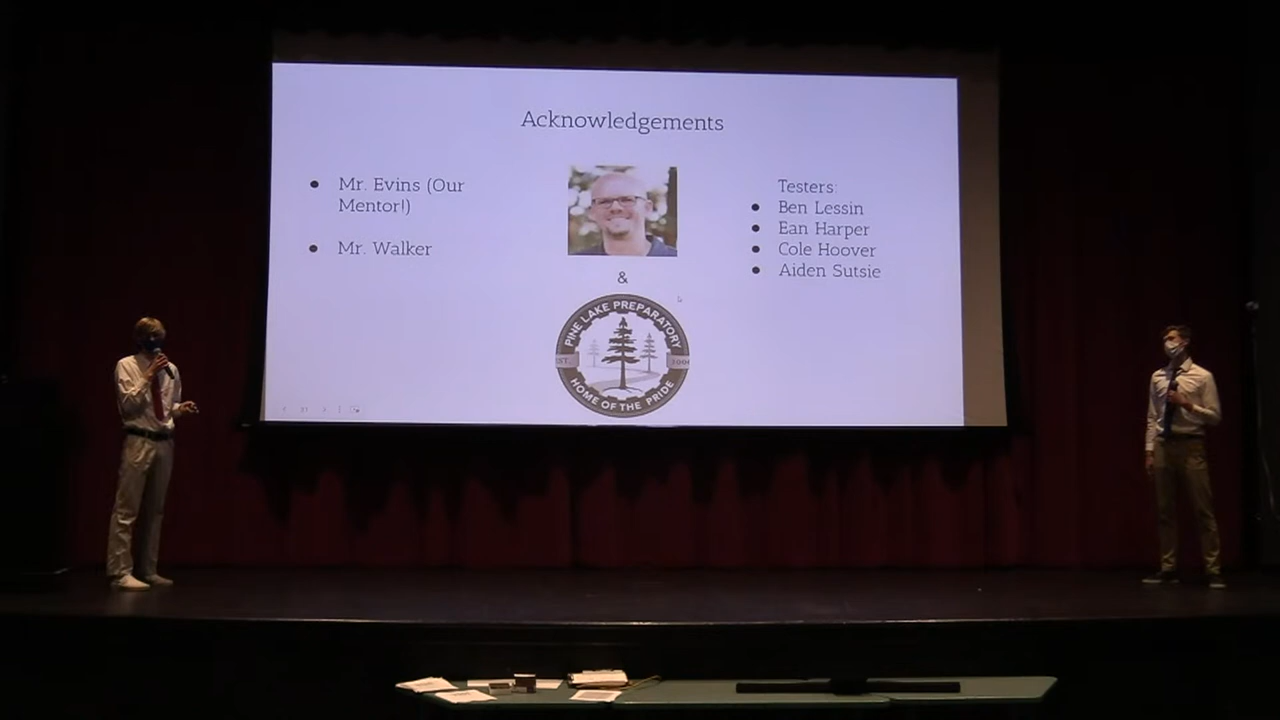 Acknowledgements
Mr. Evins (Our
Mentor!)
Mr. Walker
&
PINE LAKE PREPARATORY
EST.
HOME OF THE PRIDE
Testers:
Ben Lessin
Ean Harper
Cole Hoover
Aiden Sutsie